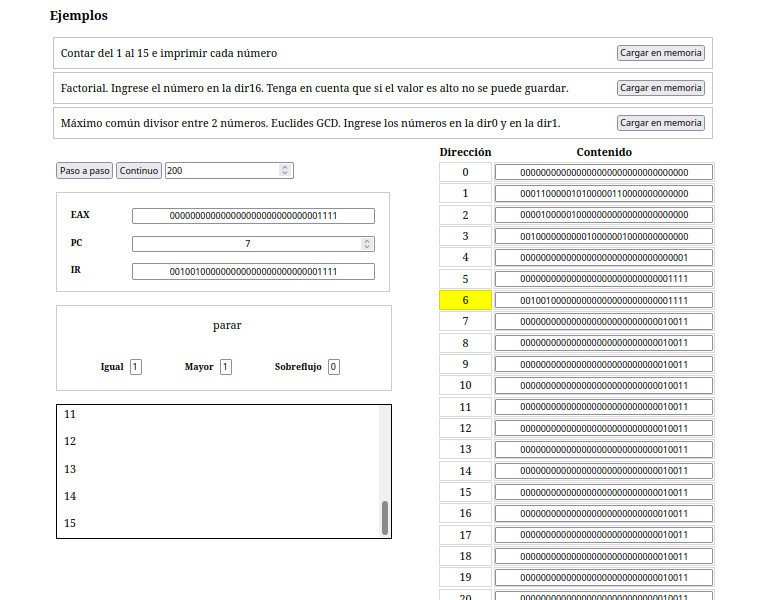 Ejemplos
Contar del 1 al 15 e imprimir cada número Cargar en memoria
Factorial. Ingrese el número en la dir16. Tenga en cuenta que si el valor es alto no se puede guardar. Cargar en memoria
Máximo común divisor entre 2 números. Euclides GCD. Ingrese los números en la dir0 y en la dir1. Cargar en memoria
Paso a paso Continuo 200
EAX 00000000000000000000000000001111
PC 7
IR 00100100000000000000000000001111
parar
Igual 1 Mayor 1 Sobreflujo 0
11
12
13
14
15
Dirección Contenido
0 00000000000000000000000000000000
1 00011000001010000011000000000000
2 00001000001000000000000000000000
3 00100000000010000001000000000000
4 00000000000000000000000000000001
5 00000000000000000000000000001111
6 00100100000000000000000000001111
7 00000000000000000000000000010011
8 00000000000000000000000000010011
9 00000000000000000000000000010011
10 00000000000000000000000000010011
11 00000000000000000000000000010011
12 00000000000000000000000000010011
13 00000000000000000000000000010011
14 00000000000000000000000000010011
15 00000000000000000000000000010011
16 00000000000000000000000000010011
17 00000000000000000000000000010011
18 00000000000000000000000000010011
19 00000000000000000000000000010011
20 00000000000000000000000000010011